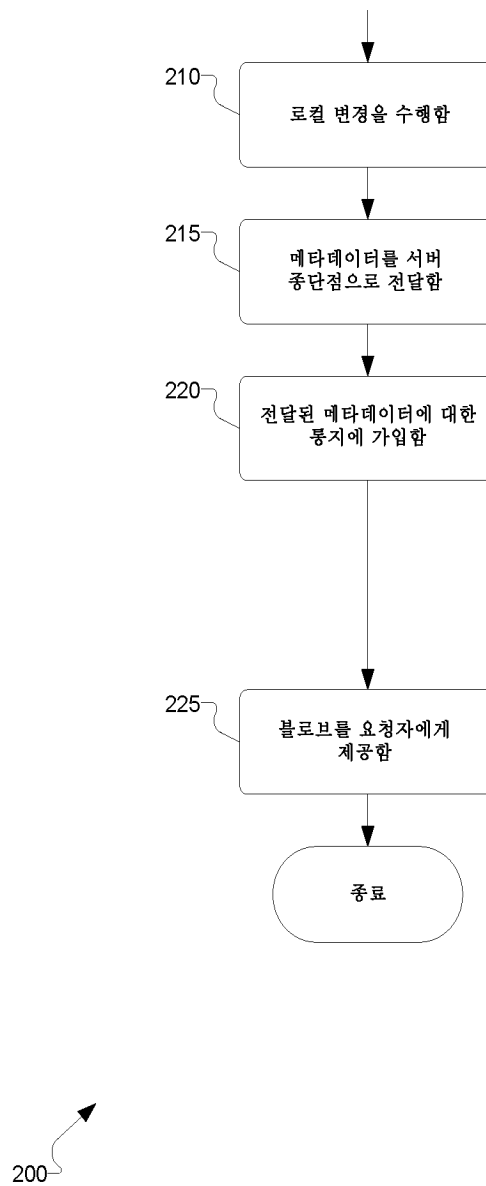 210
로컬 변경을 수행함
215
메타데이터를 서버
종단점으로 전달함
220
전달된 메타데이터에 대한
통지에 가입함
225
블로브를 요청자에게
제공함
종료
200